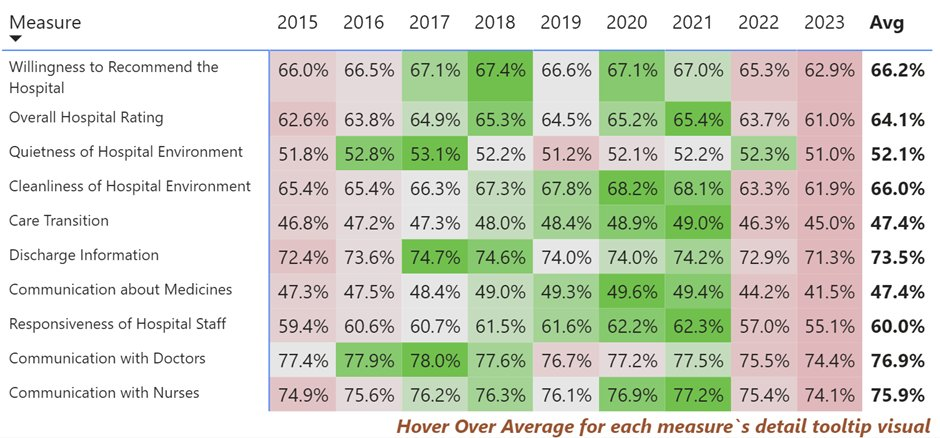 Measure 2015 2016 2017 2018 2019 2020 2021 2022 2023 Avg
Willingness to Recommend the
Hospital 66.0% 66.5% 67.1% 67.4% 66.6% 67.1% 67.0% 65.3% 62.9% 66.2%
Overall Hospital Rating 62.6% 63.8% 64.9% 65.3% 64.5% 65.2% 65.4% 63.7% 61.0% 64.1%
Quietness of Hospital Environment 51.8% 52.8% 53.1% 52.2% 51.2% 52.1% 52.2% 52.3% 51.0% 52.1%
Cleanliness of Hospital Environment 65.4% 65.4% 66.3% 67.3% 67.8% 68.2% 68.1% 63.3% 61.9% 66.0%
Care Transition 46.8% 47.2% 47.3% 48.0% 48.4% 48.9% 49.0% 46.3% 45.0% 47.4%
Discharge Information 72.4% 73.6% 74.7% 74.6% 74.0% 74.0% 74.2% 72.9% 71.3% 73.5%
Communication about Medicines 47.3% 47.5% 48.4% 49.0% 49.3% 49.6% 49.4% 44.2% 41.5% 47.4%
Responsiveness of Hospital Staff 59.4% 60.6% 60.7% 61.5% 61.6% 62.2% 62.3% 57.0% 55.1% 60.0%
Communication with Doctors 77.4% 77.9% 78.0% 77.6% 76.7% 77.2% 77.5% 75.5% 74.4% 76.9%
Communication with Nurses 74.9% 75.6% 76.2% 76.3% 76.1% 76.9% 77.2% 75.4% 74.1% 75.9%
Hover Over Average for each measure`s detail tooltip visual